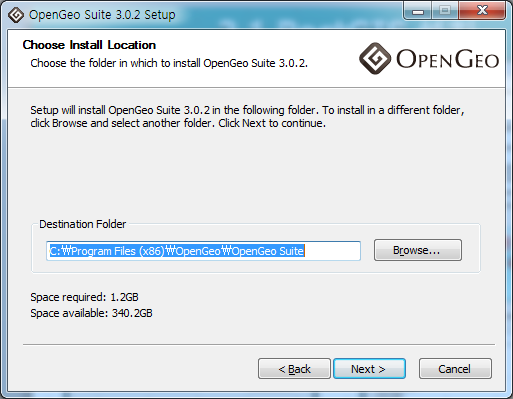 OpenGeo Suite 3.0.2 Setup
Choose Install Location
Choose the folder in which to install OpenGeo Suite 3.0.2.
OPENGEO
Setup will install OpenGeo Suite 3.0.2 in the following folder. To install in a different folder,
click Browse and select another folder. Click Next to continue.
Destination Folder
C:₩Program Files (x86)₩OpenGeo₩OpenGeo Suite
Browse...
Space required: 1.2GB
Space available: 340.2GB
< Back
Next >
Cancel